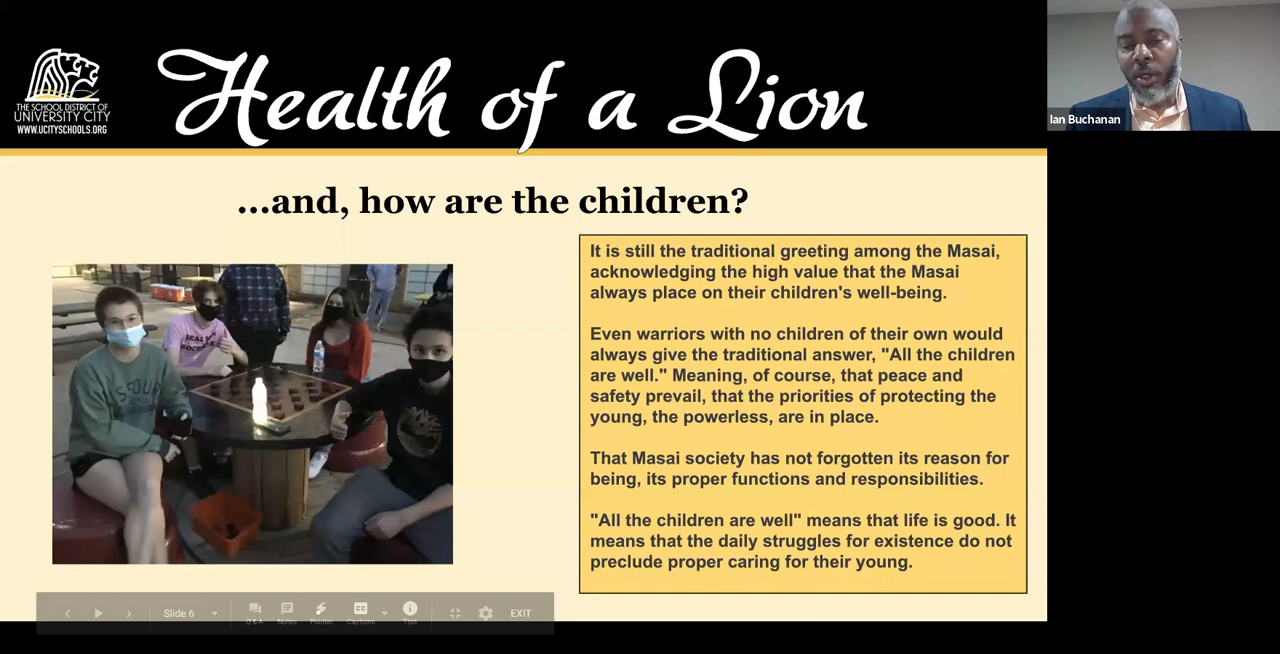 Health of a Lion
THE SCHOOL DISTRICT OF
UNIVERSITY CITY
WWW.UCITYSCHOOLS.ORG
Ian Buchanan
...and, how are the children?
It is still the traditional greeting among the Masai,
acknowledging the high value that the Masai
always place on their children's well-being.
Even warriors with no children of their own would
always give the traditional answer, "All the children
are well." Meaning, of course, that peace and
safety prevail, that the priorities of protecting the
young, the powerless, are in place.
That Masai society has not forgotten its reason for
being, its proper functions and responsibilities.
"All the children are well" means that life is good. It
means that the daily struggles for existence do not
preclude proper caring for their young.
Slide 6
Q & A
Notes
Pointer
Captions
Tips
EXIT